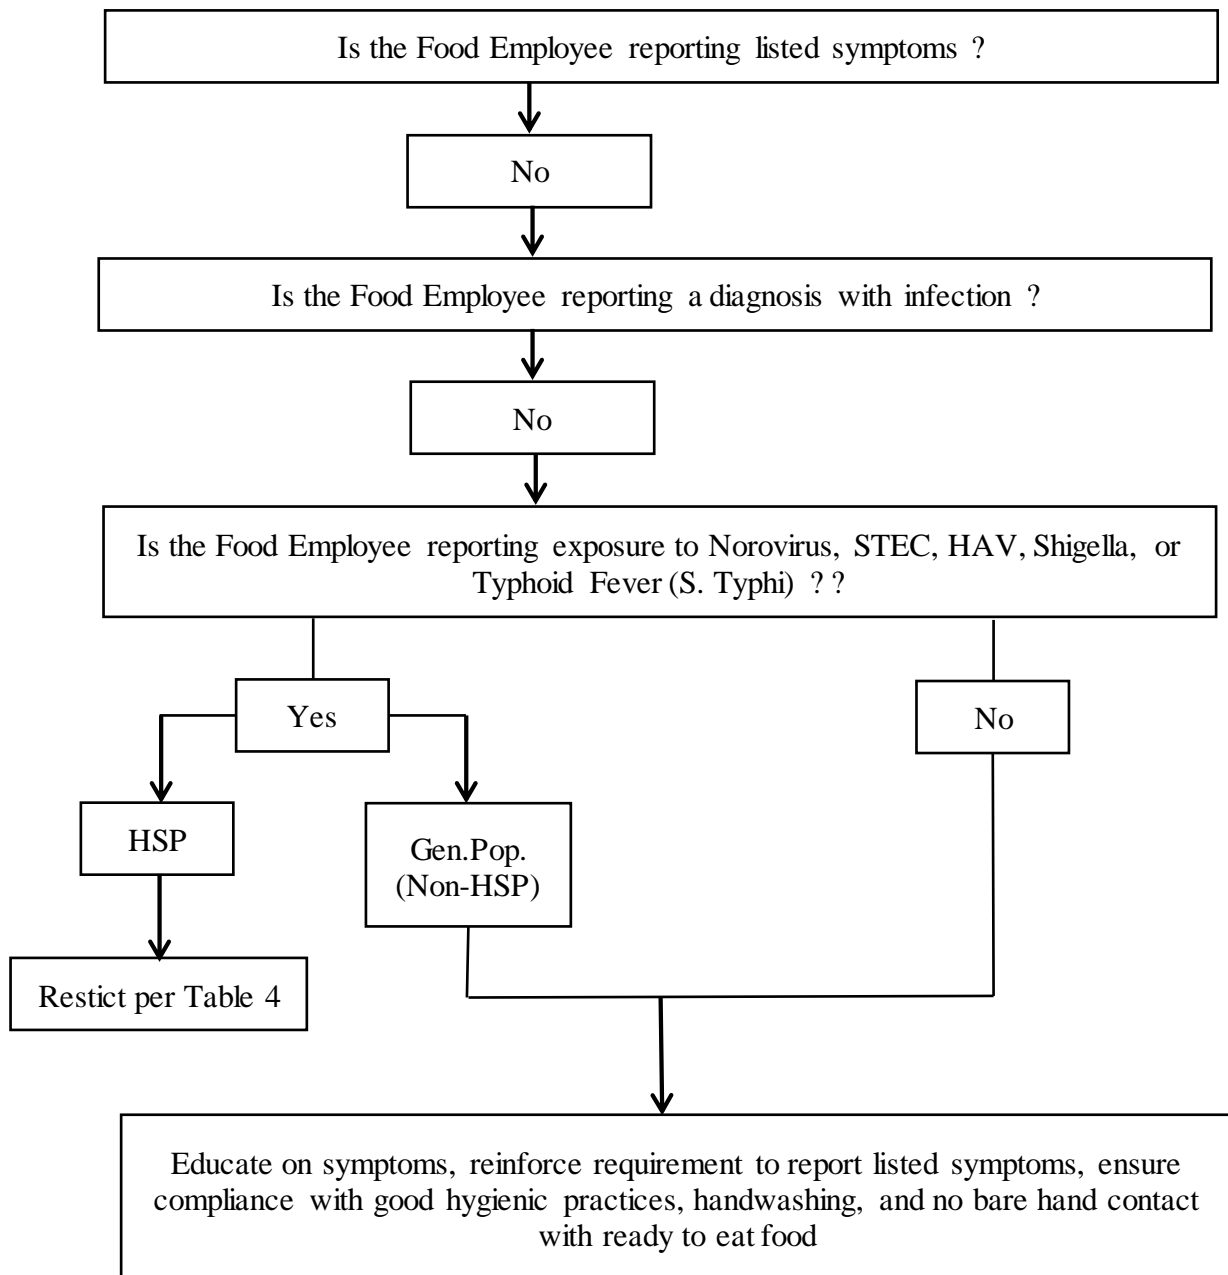 Is the Food Employee reporting listed symptoms ?
No
Is the Food Employee reporting a diagnosis with infection ?
No
Is the Food Employee reporting exposure to Norovirus, STEC, HAV, Shigella, or
Typhoid Fever (S. Typhi) ? ?
Yes
No
HSP
Gen.Pop.
(Non-HSP)
Restict per Table 4
Educate on symptoms, reinforce requirement to report listed symptoms, ensure
compliance with good hygienic practices, handwashing, and no bare hand contact
with ready to eat food